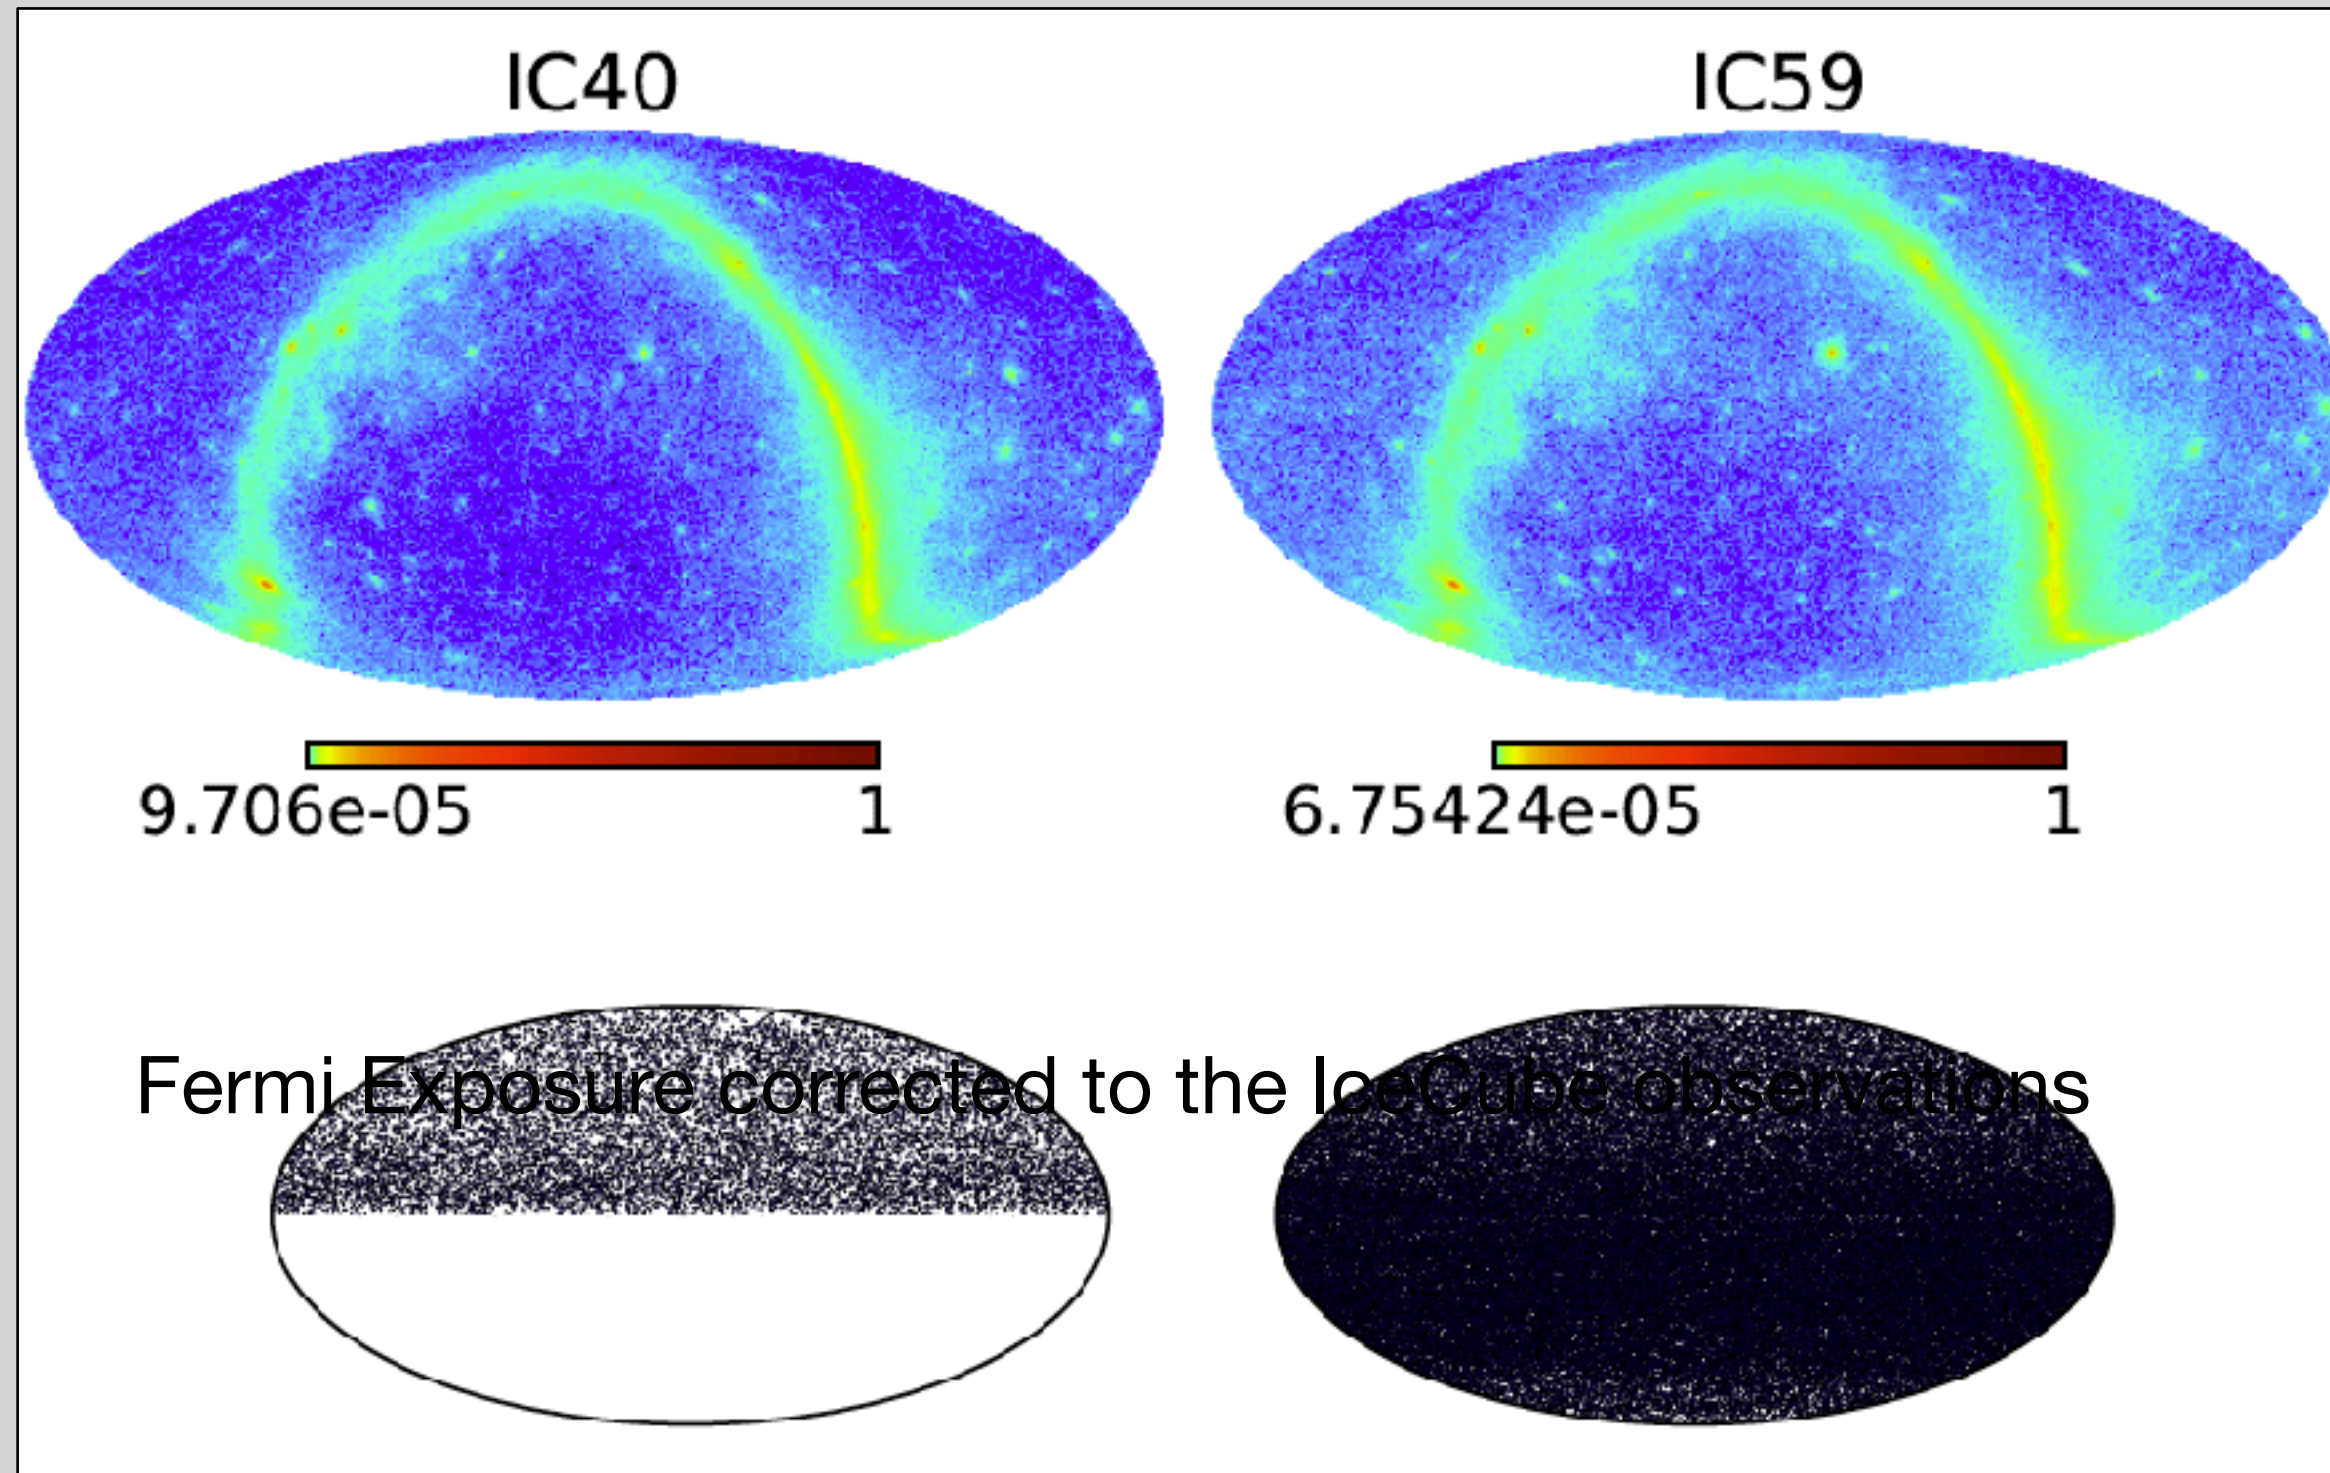 IC40
IC59
9.706e-05
1
6.75424e-05
1
Fermi Exposure corrected to the IceCube observations